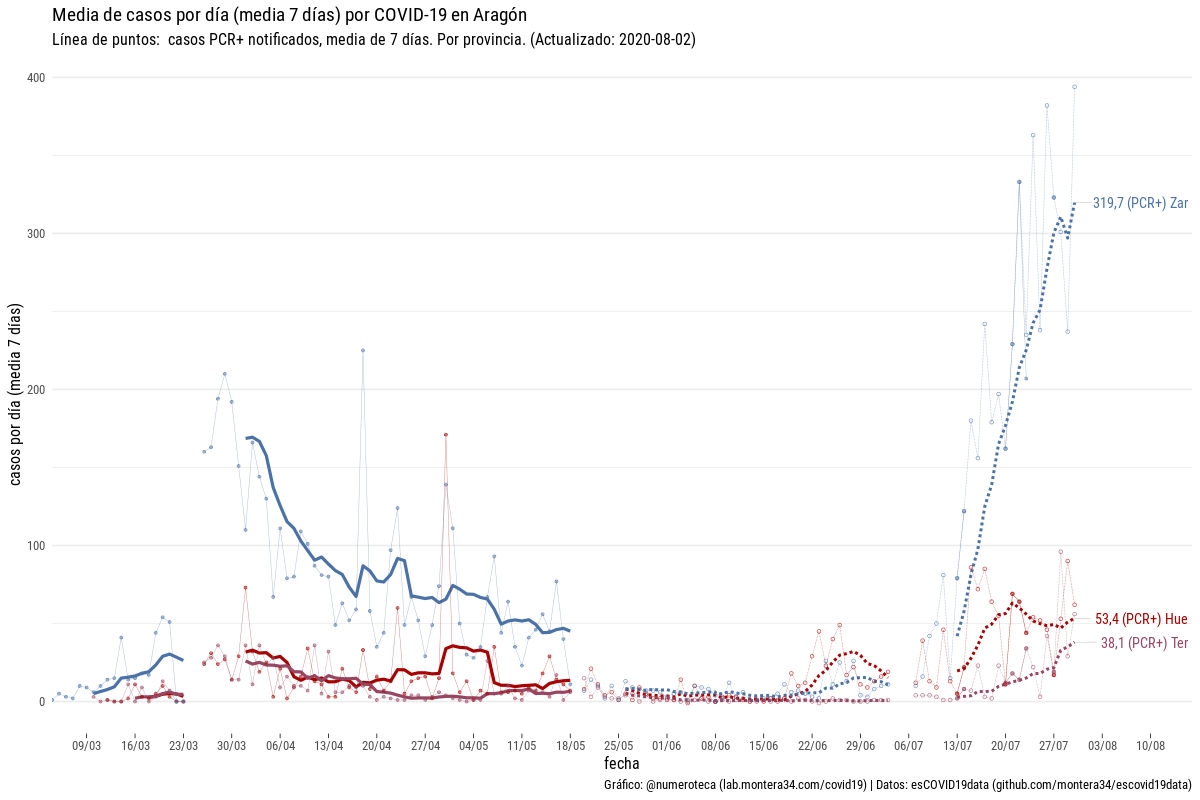 Media de casos por día (media 7 días) por COVID-19 en Aragón
Línea de puntos:  casos PCR+ notificados, media de 7 días. Por provincia. (Actualizado: 2020-08-02)
casos por día (media 7 días)
400
300
200
100
0
319,7 (PCR+) Zar
53,4 (PCR+) Hue
38,1 (PCR+) Ter
09/03 16/03 23/03 30/03 06/04 13/04 20/04 27/04 04/05 11/05 18/05 25/05 01/06 08/06 15/06 22/06 29/06 06/07 13/07 20/07 27/07 03/08 10/08
fecha
Gráfico: @numeroteca (lab.montera34.com/covid19) | Datos: esCOVID19data (github.com/montera34/escovid19data)